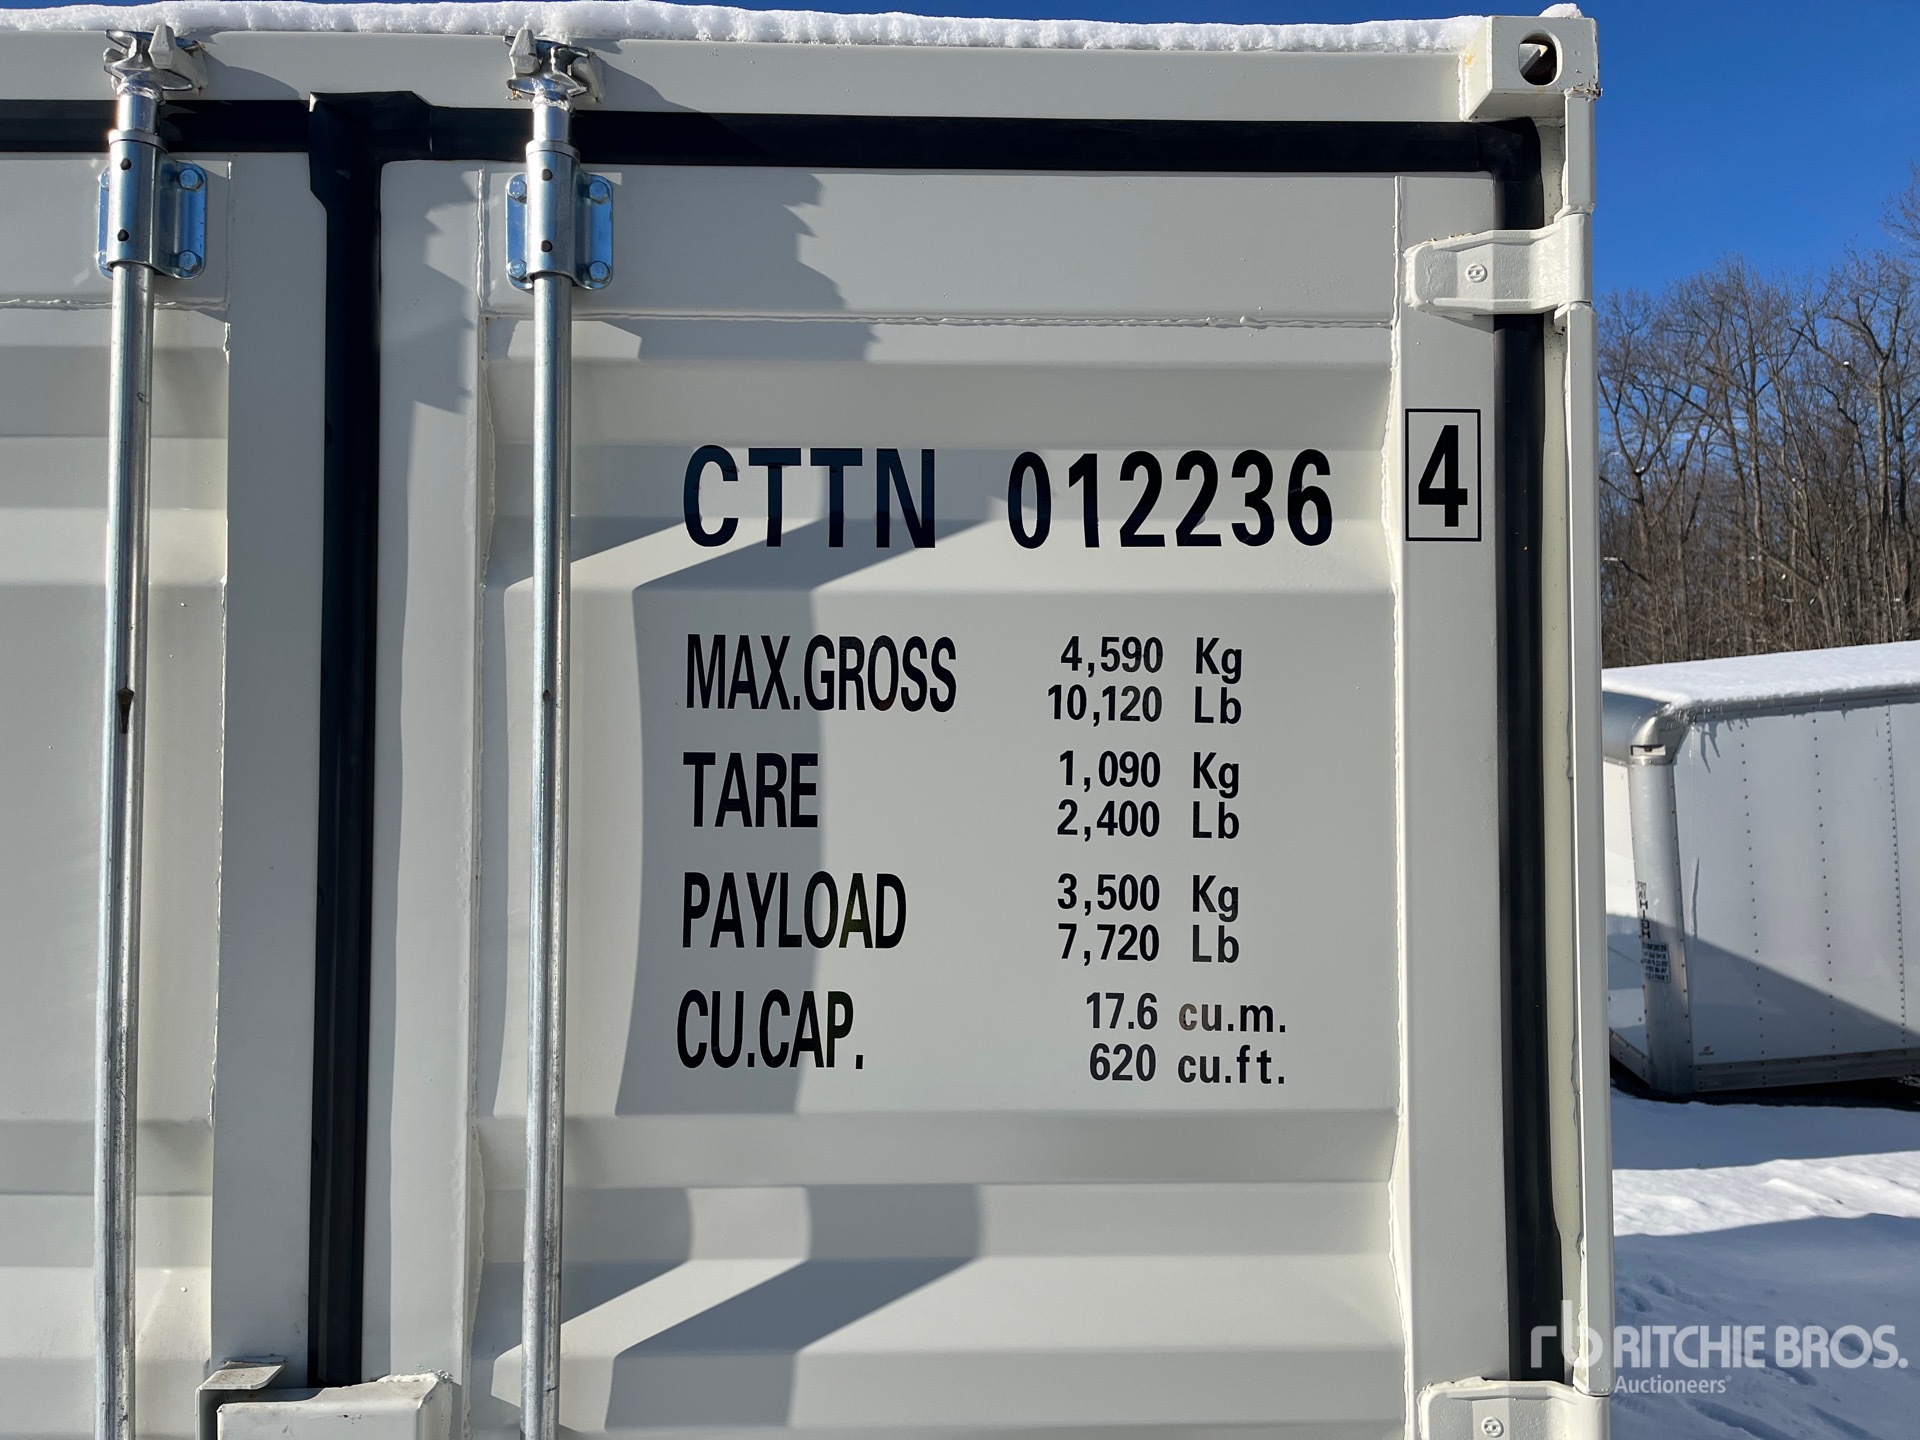 CTTN 012236 4
MAX.GROSS 4,590 Kg
10,120 Lb
TARE 1,090 Kg
2,400 Lb
PAYLOAD 3,500 Kg
7,720 Lb
CU.CAP. 17.6 cu.m.
620 cu.ft.
rb RITCHIE BROS.
Auctioneers